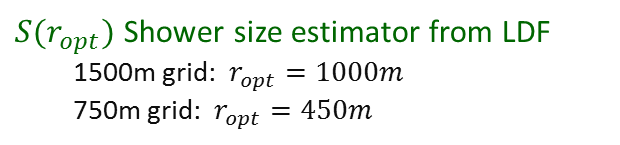 S(r_opt) Shower size estimator from LDF
1500m grid: r_opt = 1000m
750m grid: r_opt = 450m